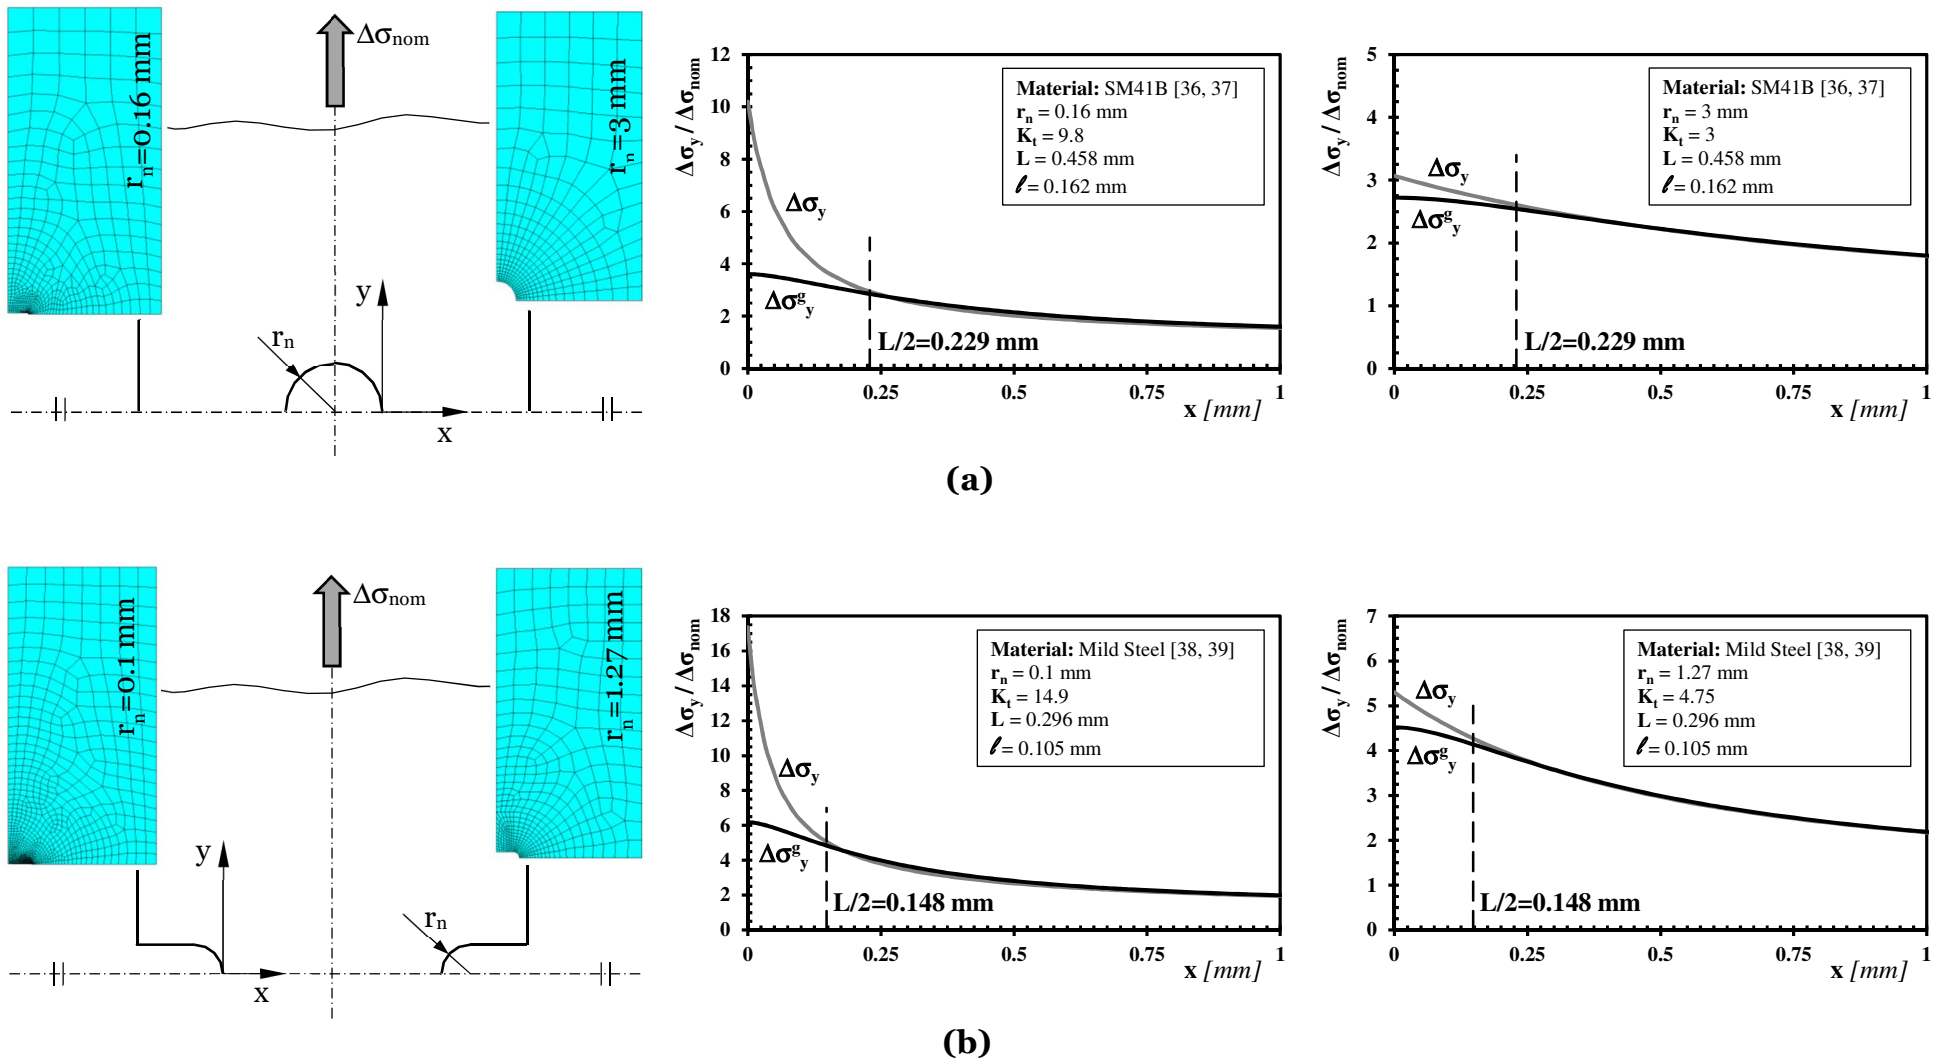 r_n=0.16 mm
Δσ_nom
r_n=3 mm
y
r_n
x
12
10
8
6
4
2
0
Δσ_y / Δσ_nom
Material: SM41B [36, 37]
r_n = 0.16 mm
K_t = 9.8
L = 0.458 mm
ℓ = 0.162 mm
Δσ_y
Δσ^g_y
L/2=0.229 mm
0 0.25 0.5 0.75 1
x [mm]
5
4
3
2
1
0
Δσ_y / Δσ_nom
Material: SM41B [36, 37]
r_n = 3 mm
K_t = 3
L = 0.458 mm
ℓ = 0.162 mm
Δσ_y
Δσ^g_y
L/2=0.229 mm
0 0.25 0.5 0.75 1
x [mm]
(a)
r_n=0.1 mm
Δσ_nom
r_n=1.27 mm
y
r_n
x
18
16
14
12
10
8
6
4
2
0
Δσ_y / Δσ_nom
Material: Mild Steel [38, 39]
r_n = 0.1 mm
K_t = 14.9
L = 0.296 mm
ℓ = 0.105 mm
Δσ_y
Δσ^g_y
L/2=0.148 mm
0 0.25 0.5 0.75 1
x [mm]
7
6
5
4
3
2
1
0
Δσ_y / Δσ_nom
Material: Mild Steel [38, 39]
r_n = 1.27 mm
K_t = 4.75
L = 0.296 mm
ℓ = 0.105 mm
Δσ_y
Δσ^g_y
L/2=0.148 mm
0 0.25 0.5 0.75 1
x [mm]
(b)